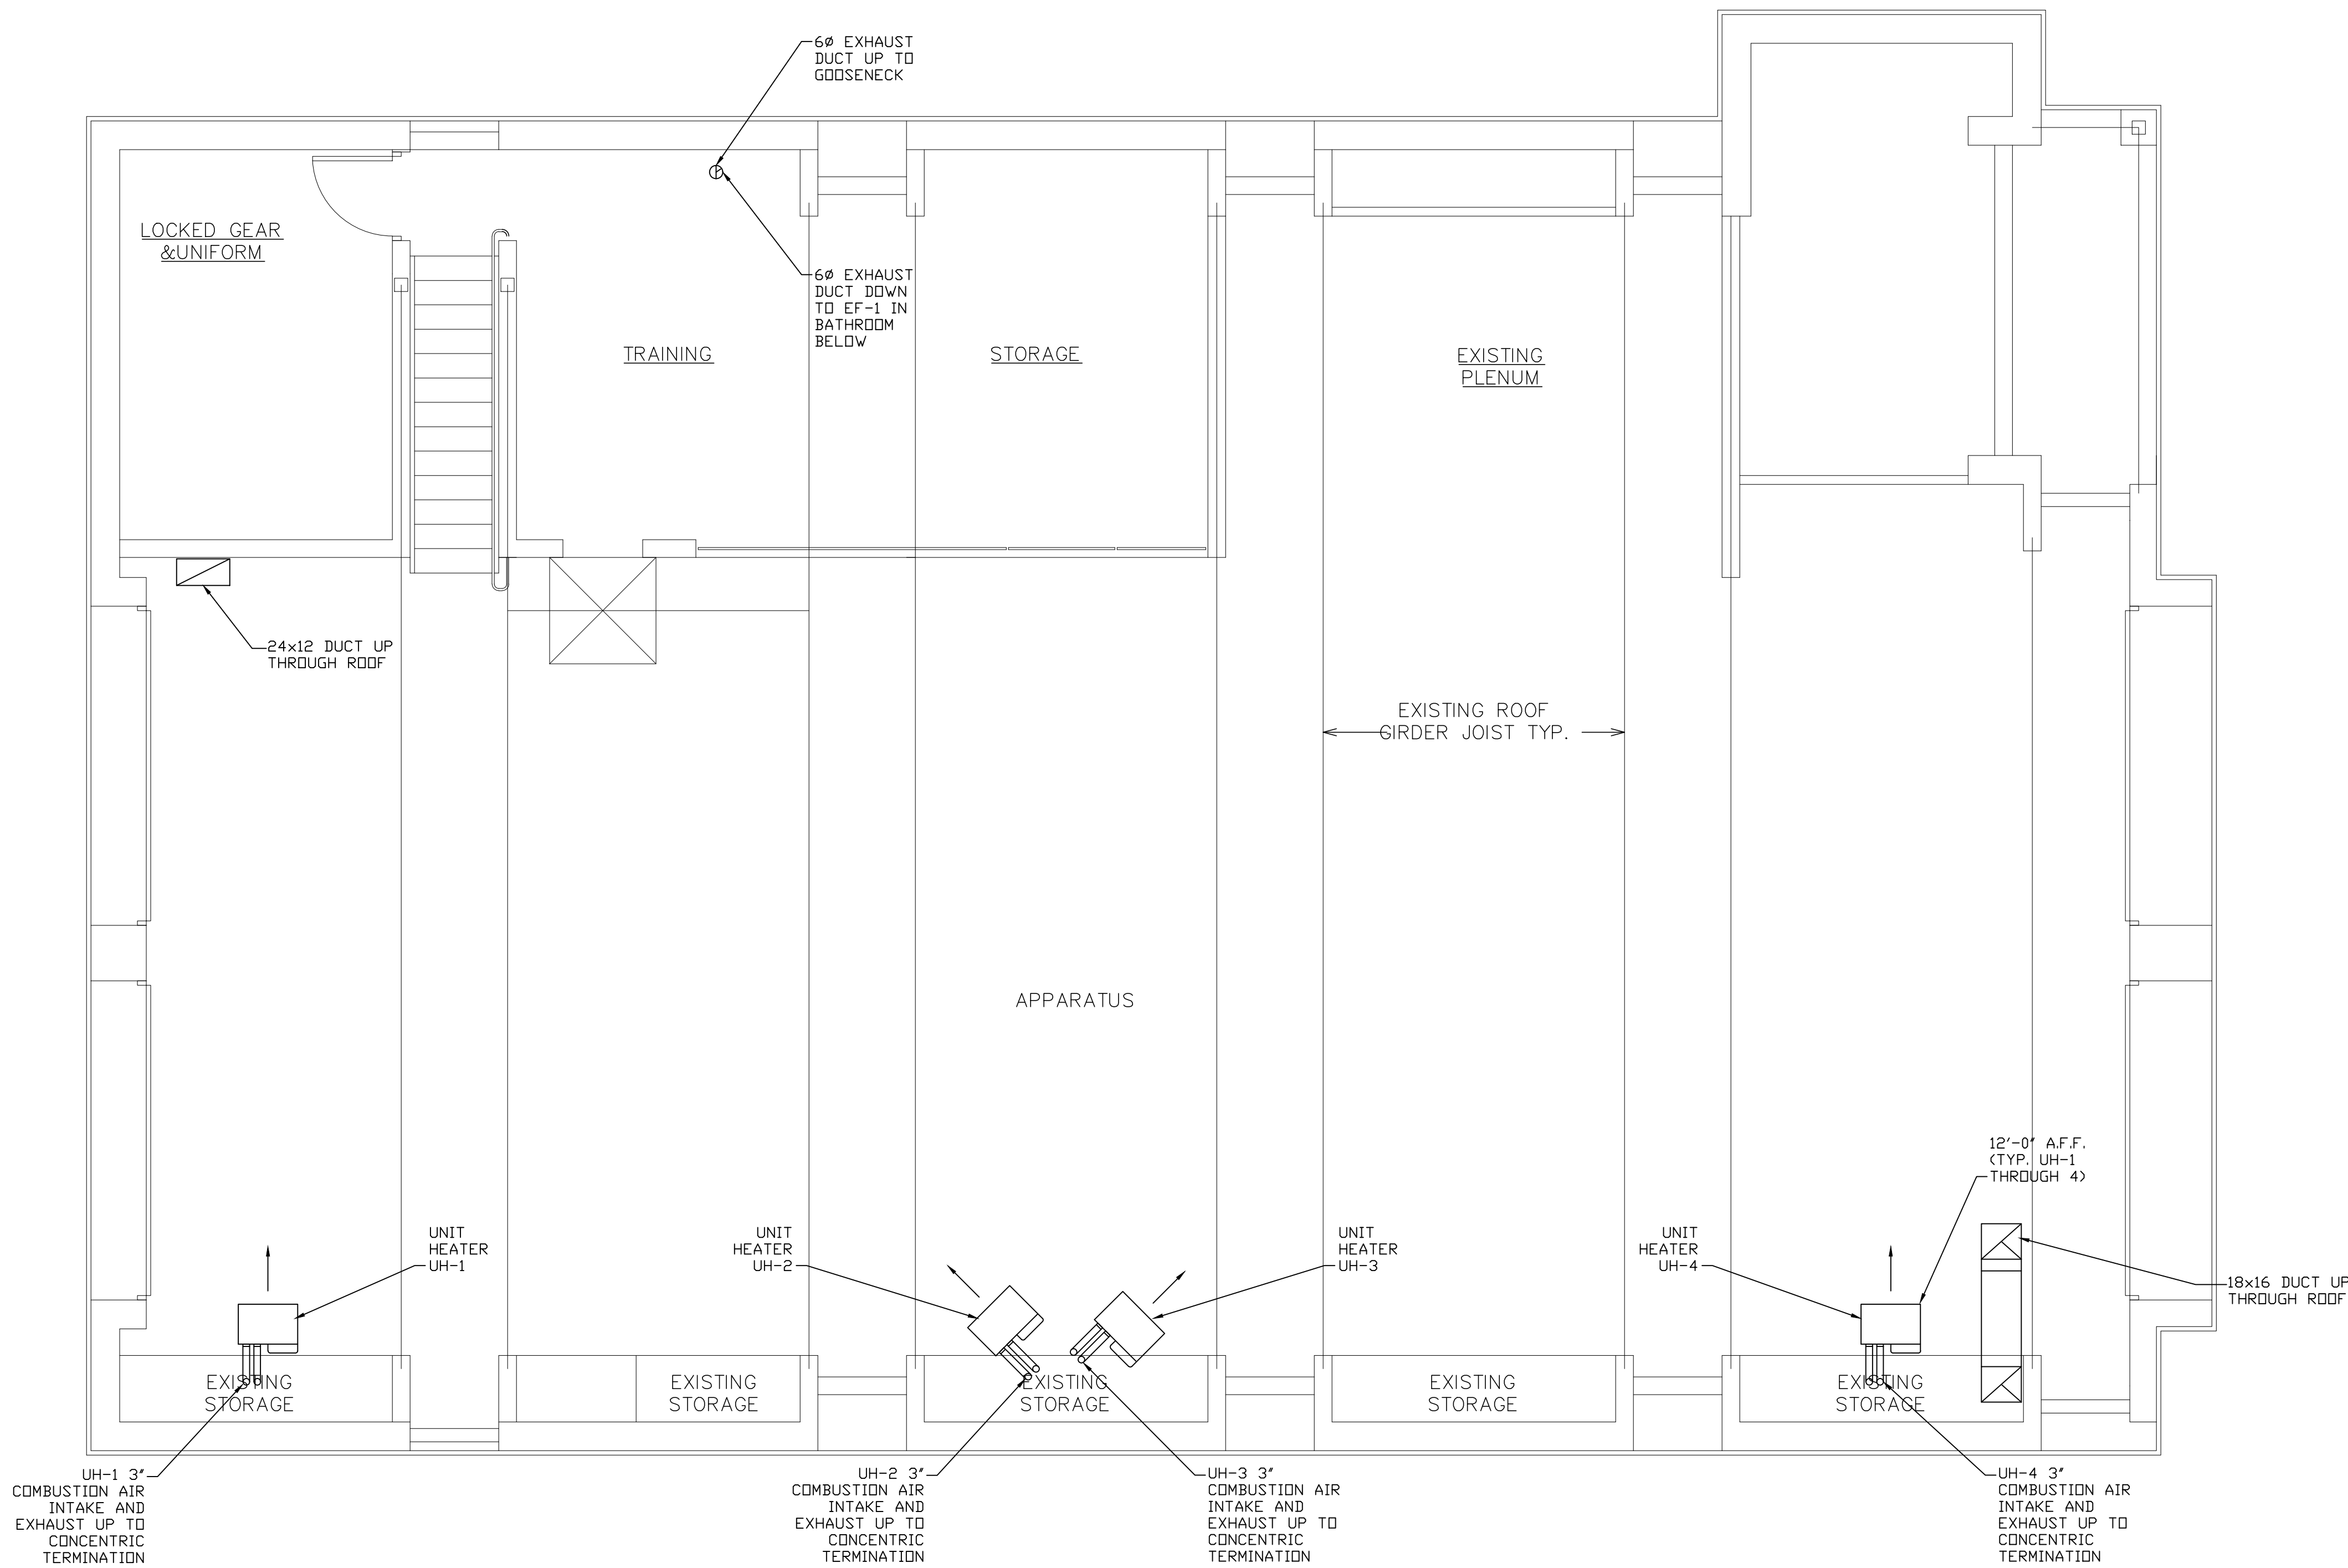 6ø EXHAUST
DUCT UP TO
GOOSENECK
LOCKED GEAR
&UNIFORM
6ø EXHAUST
DUCT DOWN
TO EF-1 IN
BATHROOM
BELOW
TRAINING
STORAGE
EXISTING
PLENUM
24x12 DUCT UP
THROUGH ROOF
EXISTING ROOF
GIRDER JOIST TYP.
APPARATUS
12'-0" A.F.F.
(TYP. UH-1
THROUGH 4)
UNIT
HEATER
UH-1
UNIT
HEATER
UH-2
UNIT
HEATER
UH-3
UNIT
HEATER
UH-4
18x16 DUCT UP
THROUGH ROOF
EXISTING
STORAGE
EXISTING
STORAGE
EXISTING
STORAGE
EXISTING
STORAGE
EXISTING
STORAGE
UH-1 3"
COMBUSTION AIR
INTAKE AND
EXHAUST UP TO
CONCENTRIC
TERMINATION
UH-2 3"
COMBUSTION AIR
INTAKE AND
EXHAUST UP TO
CONCENTRIC
TERMINATION
UH-3 3"
COMBUSTION AIR
INTAKE AND
EXHAUST UP TO
CONCENTRIC
TERMINATION
UH-4 3"
COMBUSTION AIR
INTAKE AND
EXHAUST UP TO
CONCENTRIC
TERMINATION